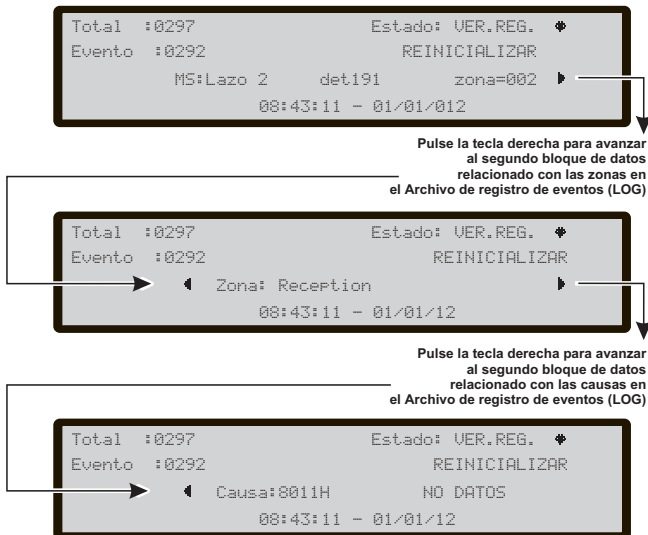 Total :0297 Estado: VER.REG.
Evento :0292 REINICIALIZAR
MS:Lazo 2 det191 zona=002
08:43:11 - 01/01/012
Pulse la tecla derecha para avanzar
al segundo bloque de datos
relacionado con las zonas en
el Archivo de registro de eventos (LOG)
Total :0297 Estado: VER.REG.
Evento :0292 REINICIALIZAR
Zona: Reception
08:43:11 - 01/01/12
Pulse la tecla derecha para avanzar
al segundo bloque de datos
relacionado con las causas en
el Archivo de registro de eventos (LOG)
Total :0297 Estado: VER.REG.
Evento :0292 REINICIALIZAR
Causa:8011H NO DATOS
08:43:11 - 01/01/12